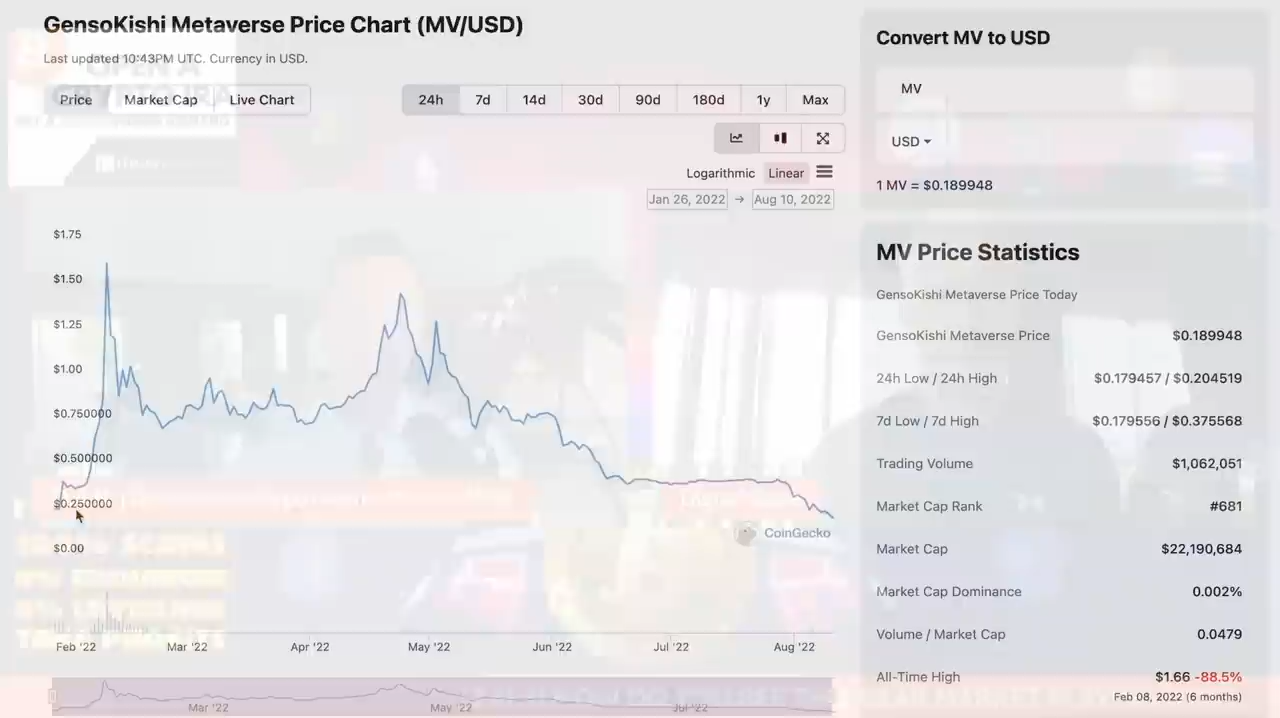 GensoKishi Metaverse Price Chart (MV/USD)
Last updated 10:43PM UTC. Currency in USD.
Price Market Cap Live Chart
24h 7d 14d 30d 90d 180d 1y Max
Logarithmic Linear
Jan 26, 2022 → Aug 10, 2022
$1.75
$1.50
$1.25
$1.00
$0.750000
$0.500000
$0.250000
$0.00
CoinGecko
Feb '22 Mar '22 Apr '22 May '22 Jun '22 Jul '22 Aug '22
Mar '22 May '22 Jul '22
Convert MV to USD
MV
USD
1 MV = $0.189948
MV Price Statistics
GensoKishi Metaverse Price Today
GensoKishi Metaverse Price $0.189948
24h Low / 24h High $0.179457 / $0.204519
7d Low / 7d High $0.179556 / $0.375568
Trading Volume $1,062,051
Market Cap Rank #681
Market Cap $22,190,684
Market Cap Dominance 0.002%
Volume / Market Cap 0.0479
All-Time High $1.66 -88.5%
Feb 08, 2022 (6 months)
OPEN A
CRYPTO IRA